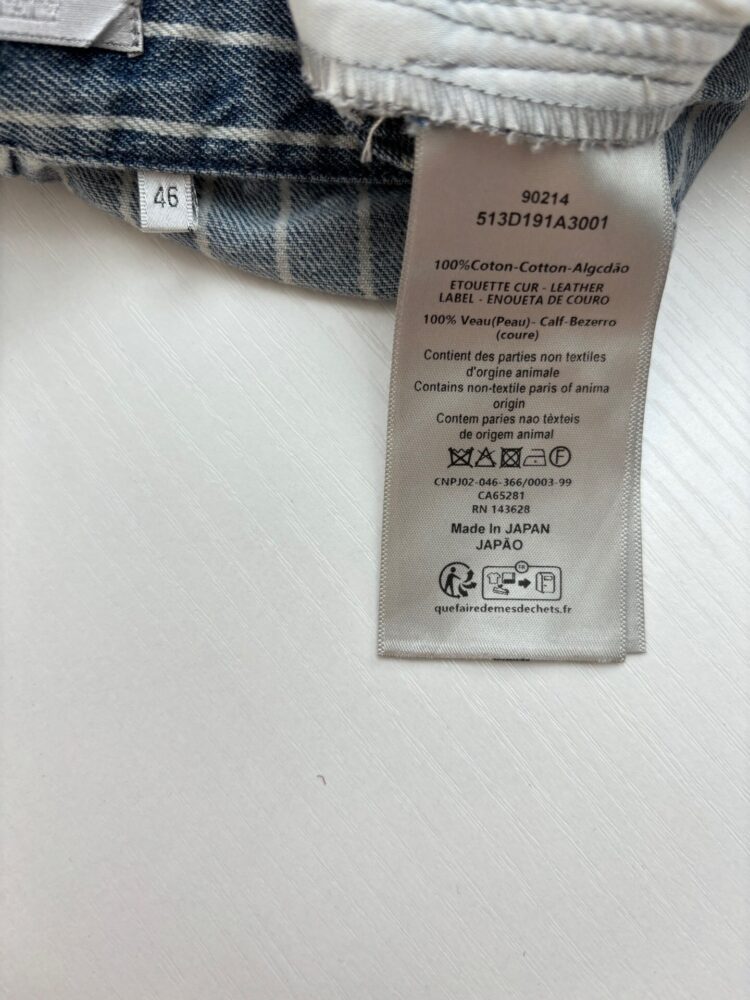 46
90214
513D191A3001
100%Coton-Cotton-Algcdão
ETOUETTE CUR - LEATHER
LABEL - ENOUETA DE COURO
100% Veau(Peau)- Calf-Bezerro
(coure)
Contient des parties non textiles
d'orgine animale
Contains non-textile paris of anima
origin
Contem paries nao tèxteis
de origem animal
F
CNPJ02-046-366/0003-99
CA65281
RN 143628
Made In JAPAN
JAPÃO
FR
quefairedemesdechets.fr